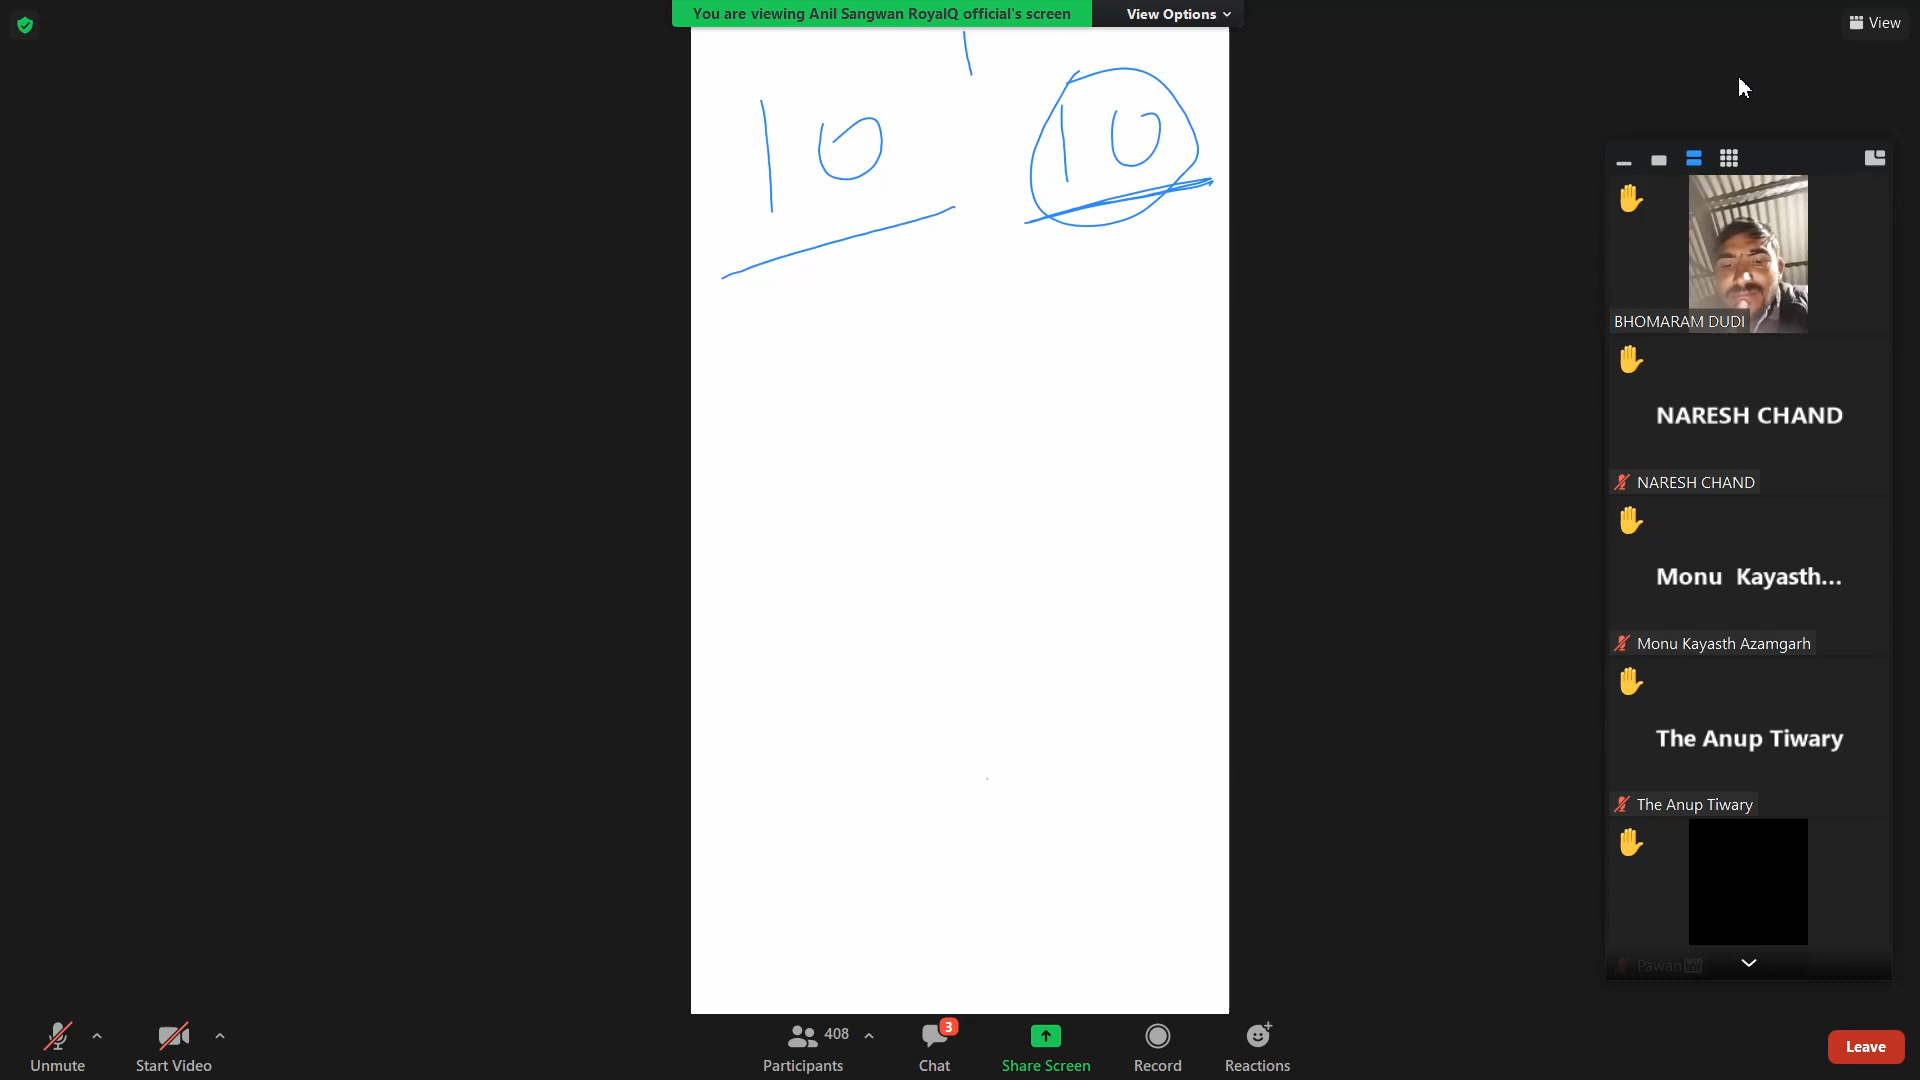 You are viewing Anil Sangwan RoyalQ official's screen
View Options
View
10 10
BHOMARAM DUDI
NARESH CHAND
NARESH CHAND
Monu Kayasth...
Monu Kayasth Azamgarh
The Anup Tiwary
The Anup Tiwary
Pawan
Unmute
Start Video
408
Participants
3
Chat
Share Screen
Record
Reactions
Leave